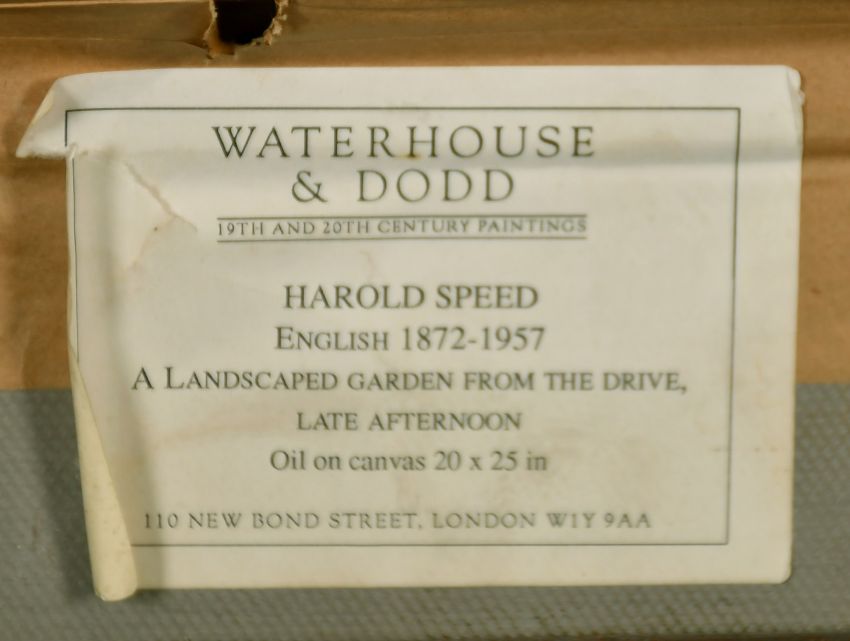 WATERHOUSE
& DODD
19TH AND 20TH CENTURY PAINTINGS
HAROLD SPEED
ENGLISH 1872-1957
A LANDSCAPED GARDEN FROM THE DRIVE,
LATE AFTERNOON
Oil on canvas 20 x 25 in
110 NEW BOND STREET, LONDON W1Y 9AA